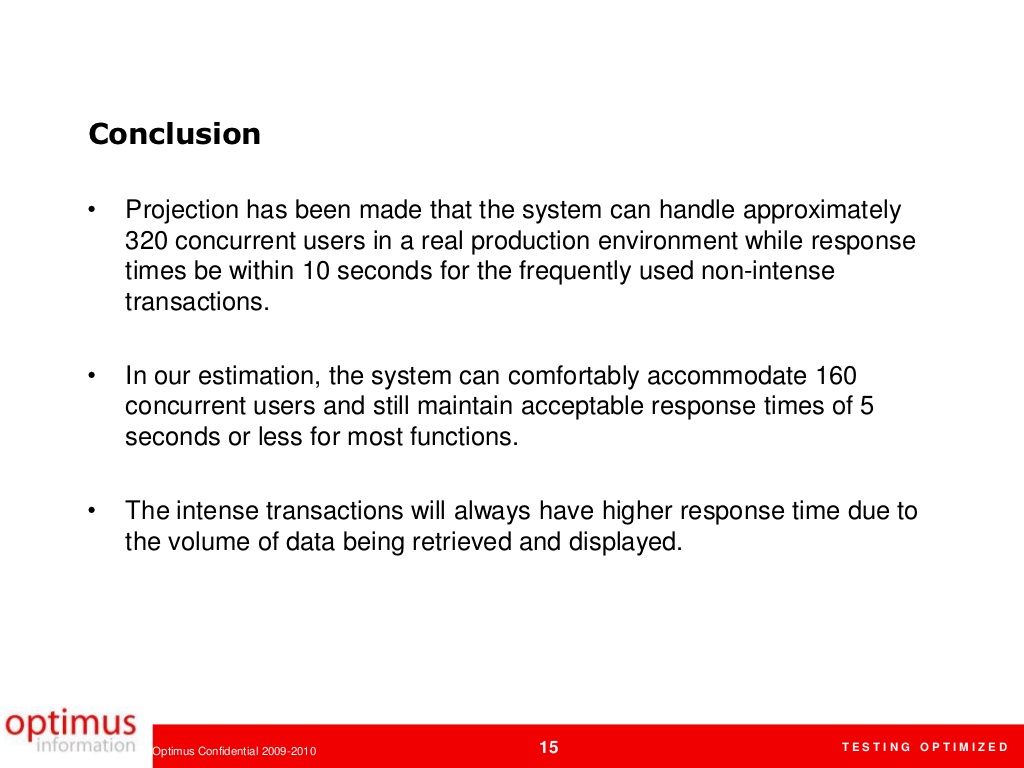 Conclusion
• Projection has been made that the system can handle approximately
320 concurrent users in a real production environment while response
times be within 10 seconds for the frequently used non-intense
transactions.
• In our estimation, the system can comfortably accommodate 160
concurrent users and still maintain acceptable response times of 5
seconds or less for most functions.
• The intense transactions will always have higher response time due to
the volume of data being retrieved and displayed.
optimus
information
Optimus Confidential 2009-2010
15
TESTING OPTIMIZED